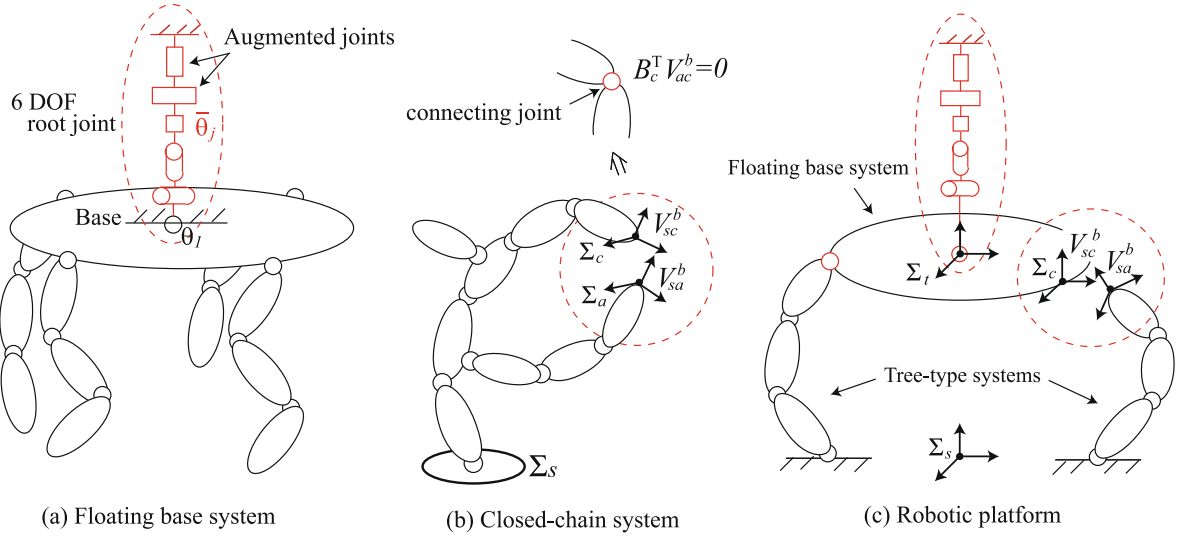 Augmented joints
6 DOF
root joint
θ̅j
Base
θ1
(a) Floating base system
BcT Vacb=0
connecting joint
Vscb
Σc
Vsab
Σa
Σs
(b) Closed-chain system
Floating base system
Σt
Vscb
Σc
Vsab
Tree-type systems
Σs
(c) Robotic platform